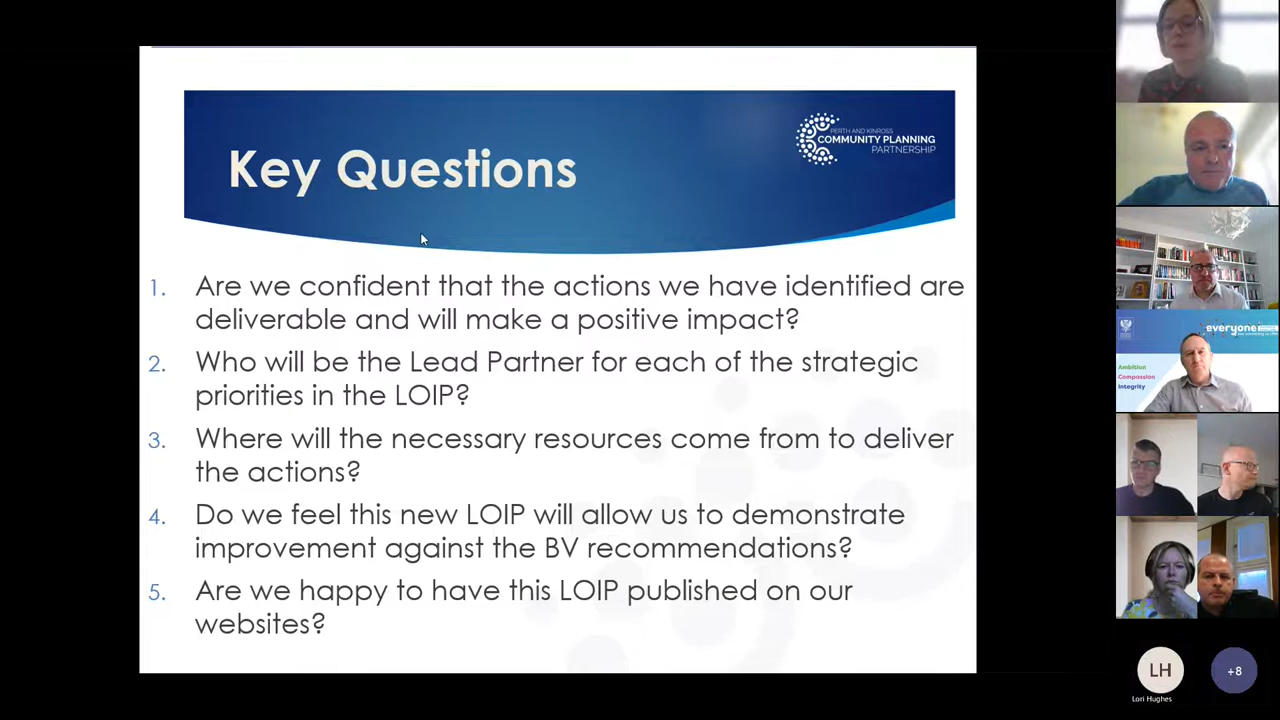 Key Questions
PERTH AND KINROSS
COMMUNITY PLANNING
PARTNERSHIP
1. Are we confident that the actions we have identified are
deliverable and will make a positive impact?
2. Who will be the Lead Partner for each of the strategic
priorities in the LOIP?
3. Where will the necessary resources come from to deliver
the actions?
4. Do we feel this new LOIP will allow us to demonstrate
improvement against the BV recommendations?
5. Are we happy to have this LOIP published on our
websites?
everyone
Ambition
Compassion
Integrity
LH
Lori Hughes
+8